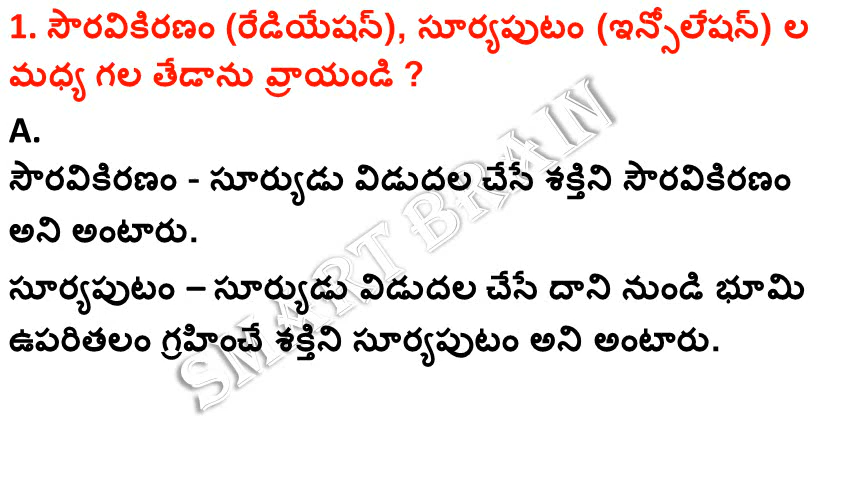 1. సౌరవికిరణం (రేడియేషన్), సూర్యపుటం (ఇన్సోలేషన్) ల
మధ్య గల తేడాను వ్రాయండి ?
A.
సౌరవికిరణం - సూర్యుడు విడుదల చేసే శక్తిని సౌరవికిరణం
అని అంటారు.
సూర్యపుటం – సూర్యుడు విడుదల చేసే దాని నుండి భూమి
ఉపరితలం గ్రహించే శక్తిని సూర్యపుటం అని అంటారు.
SMART BRAIN